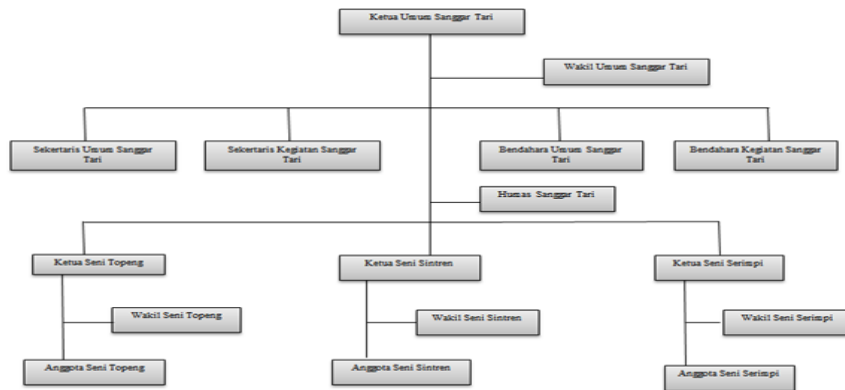 Ketua Umum Sanggar Tari
Wakil Umum Sanggar Tari
Sekertaris Umum Sanggar
Tari
Sekertaris Kegiatan Sanggar
Tari
Bendahara Umum Sanggar
Tari
Bendahara Kegiatan Sanggar
Tari
Humas Sanggar Tari
Ketua Seni Topeng
Ketua Seni Sintren
Ketua Seni Serimpi
Wakil Seni Topeng
Wakil Seni Sintren
Wakil Seni Serimpi
Anggota Seni Topeng
Anggota Seni Sintren
Anggota Seni Serimpi